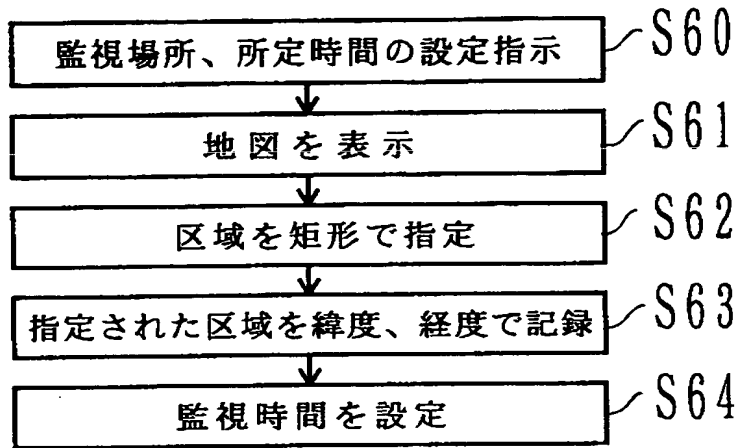 監視場所、所定時間の設定指示 S60
地図を表示 S61
区域を矩形で指定 S62
指定された区域を緯度、経度で記録 S63
監視時間を設定 S64